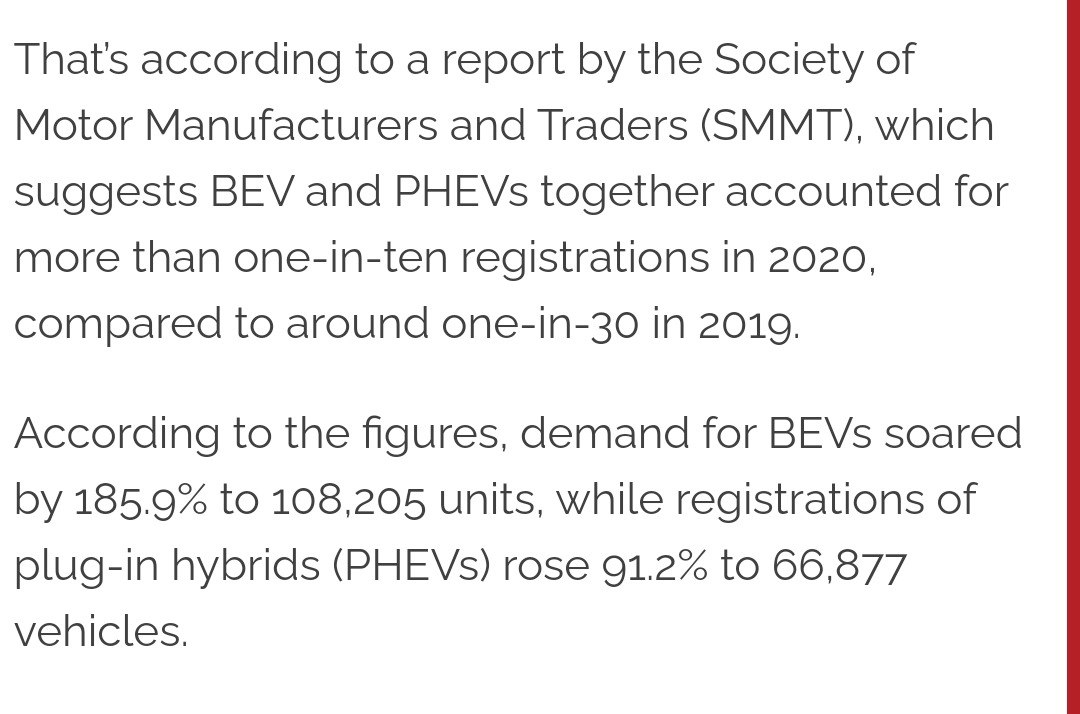 That’s according to a report by the Society of
Motor Manufacturers and Traders (SMMT), which
suggests BEV and PHEVs together accounted for
more than one-in-ten registrations in 2020,
compared to around one-in-30 in 2019.
According to the figures, demand for BEVs soared
by 185.9% to 108,205 units, while registrations of
plug-in hybrids (PHEVs) rose 91.2% to 66,877
vehicles.